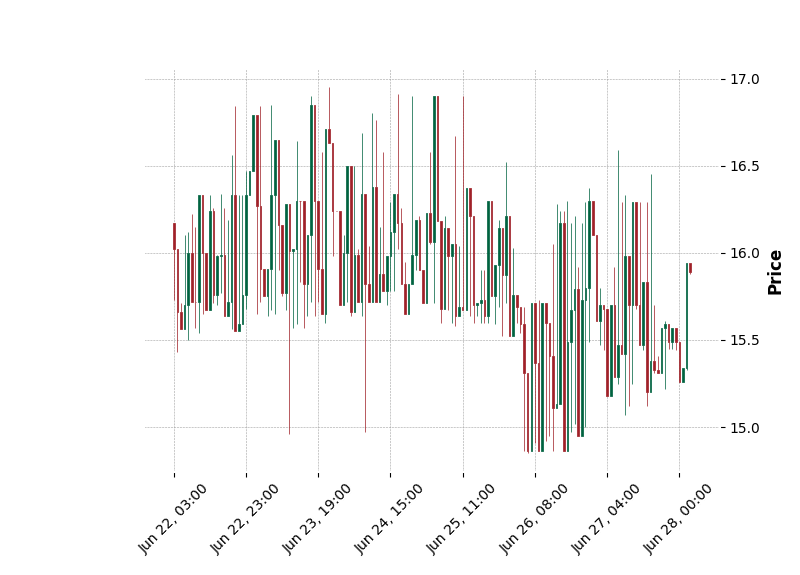 17.0
16.5
16.0
15.5
15.0
Price
Jun 22, 03:00
Jun 22, 23:00
Jun 23, 19:00
Jun 24, 15:00
Jun 25, 11:00
Jun 26, 08:00
Jun 27, 04:00
Jun 28, 00:00